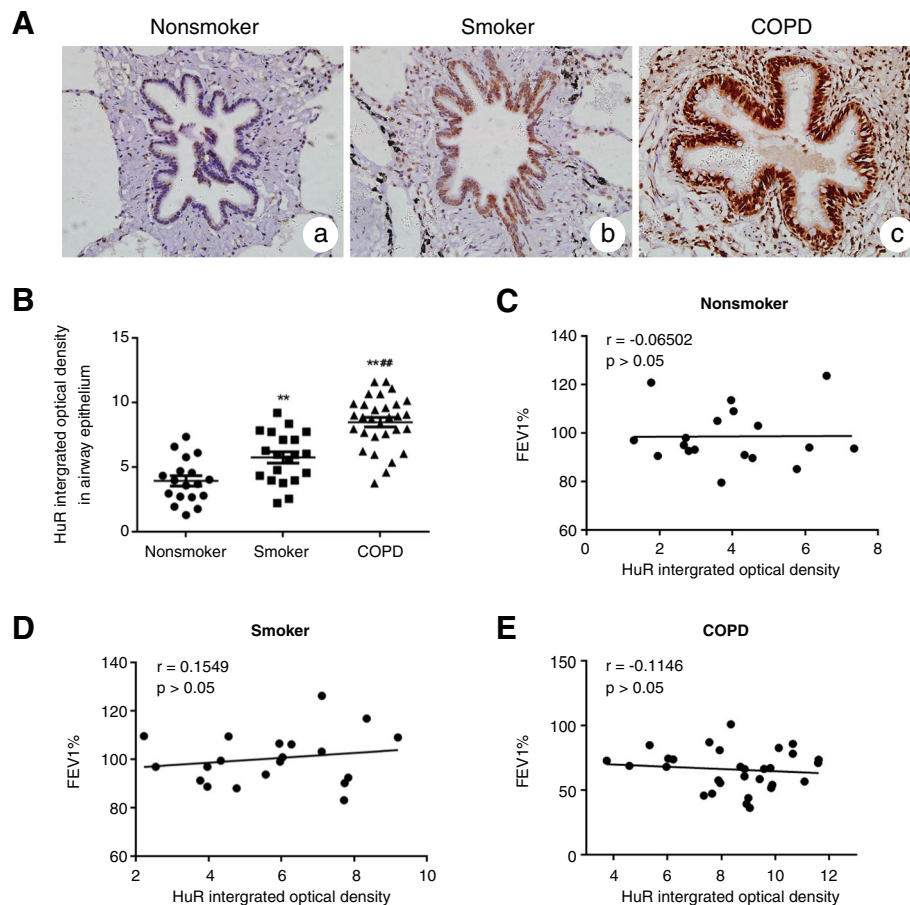 A
Nonsmoker
Smoker
COPD
a
b
c
B
HuR intergrated optical density
in airway epithelium
15
10
5
0
**
**##
Nonsmoker
Smoker
COPD
C
Nonsmoker
r = -0.06502
p > 0.05
FEV1%
140
120
100
80
60
0 2 4 6 8
HuR intergrated optical density
D
Smoker
r = 0.1549
p > 0.05
FEV1%
140
120
100
80
60
2 4 6 8 10
HuR intergrated optical density
E
COPD
r = -0.1146
p > 0.05
FEV1%
150
100
50
0
4 6 8 10 12
HuR intergrated optical density